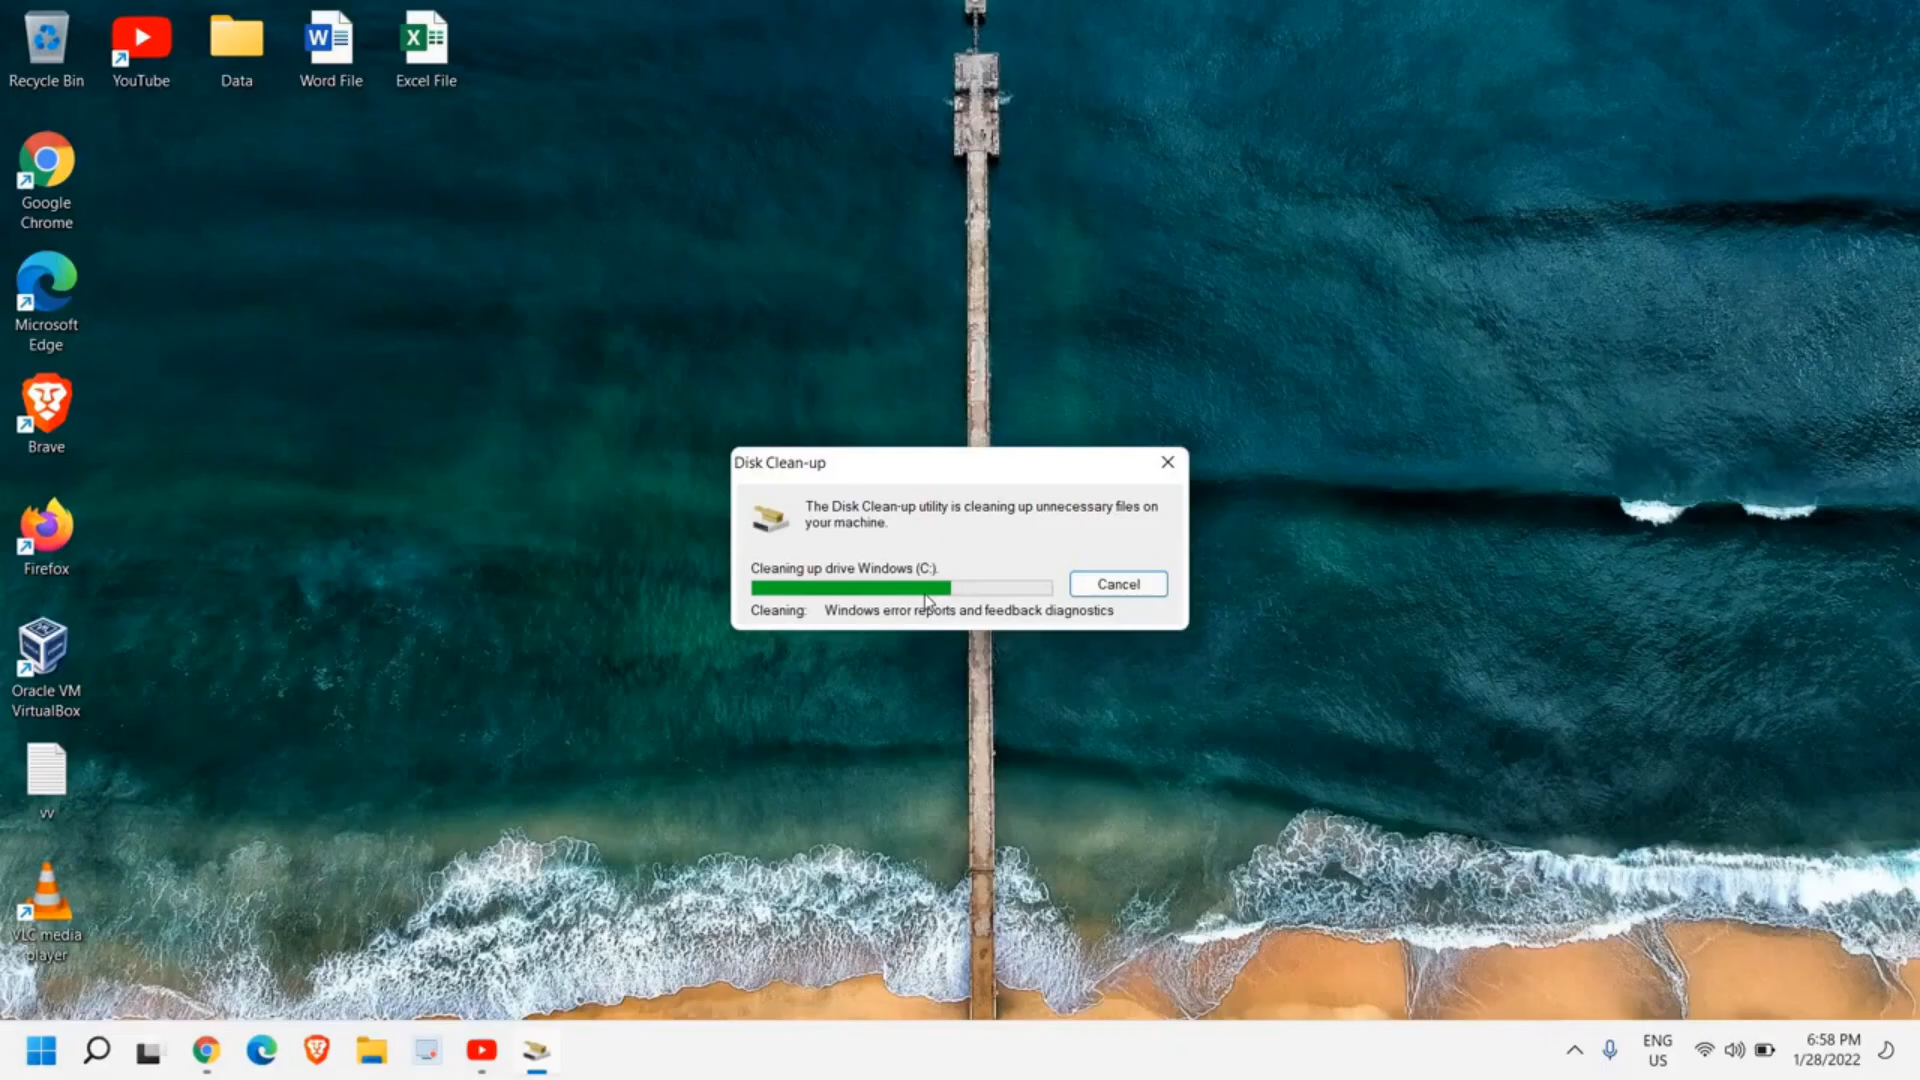 Recycle Bin
YouTube
Data
Word File
Excel File
Google
Chrome
Microsoft
Edge
Brave
Firefox
Oracle VM
VirtualBox
vv
VLC media
player
Disk Clean-up
The Disk Clean-up utility is cleaning up unnecessary files on
your machine.
Cleaning up drive Windows (C:).
Cancel
Cleaning: Windows error reports and feedback diagnostics
ENG
US
6:58 PM
1/28/2022